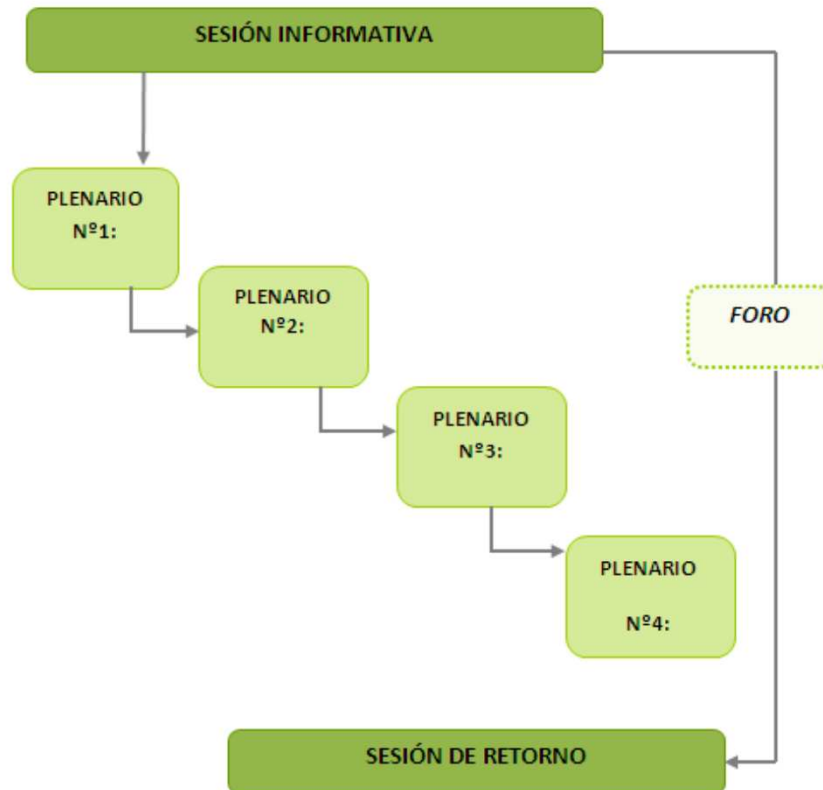 SESIÓN INFORMATIVA
PLENARIO
Nº1:
PLENARIO
Nº2:
FORO
PLENARIO
Nº3:
PLENARIO
Nº4:
SESIÓN DE RETORNO